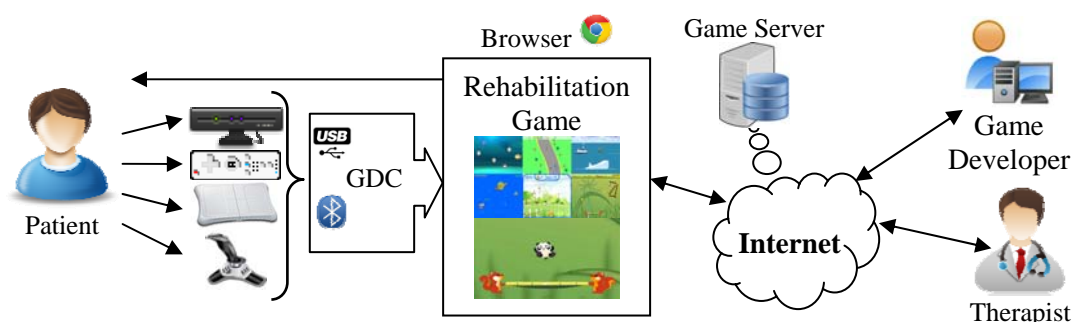 Browser
Game Server
Rehabilitation
Game
USB
GDC
Patient
Internet
Game
Developer
Therapist